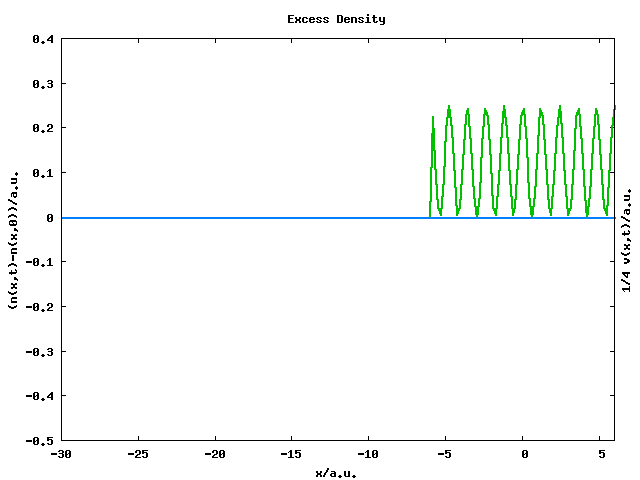 Excess Density
0.4
0.3
0.2
0.1
0
-0.1
-0.2
-0.3
-0.4
-0.5
(n(x,t)-n(x,0))/a.u.
1/4 v(x,t)/a.u.
-30 -25 -20 -15 -10 -5 0 5
x/a.u.